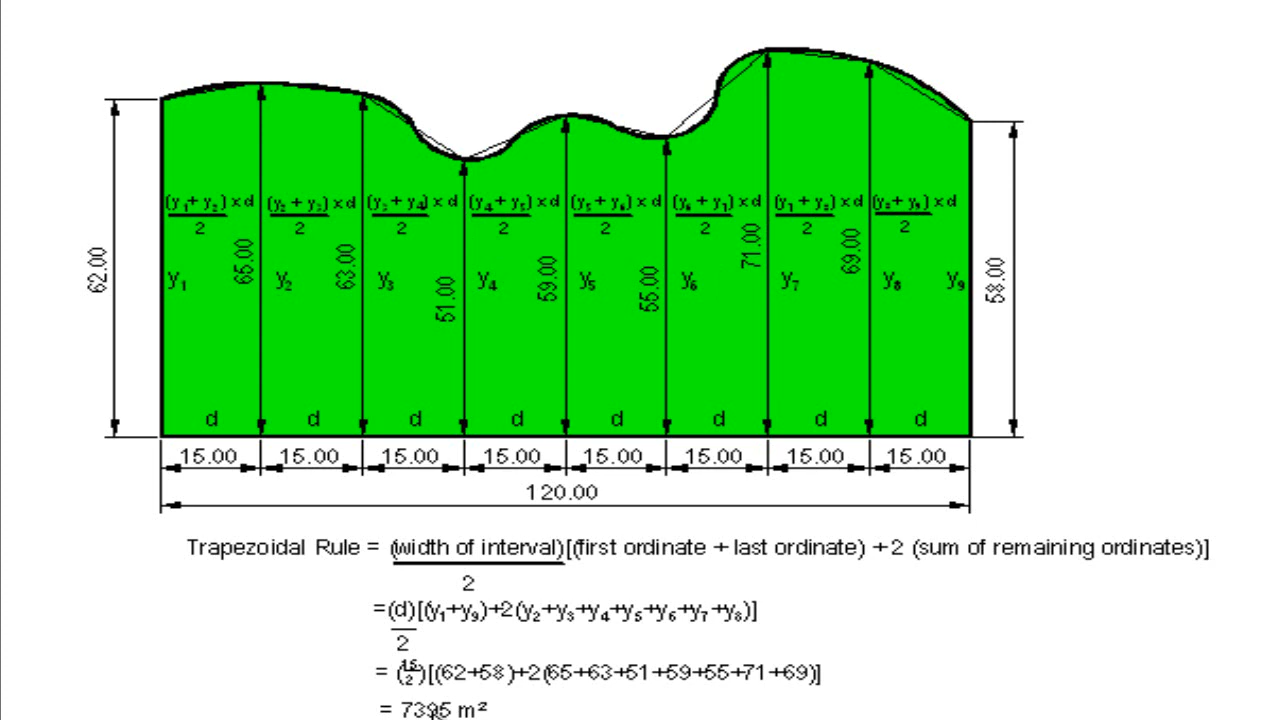 (y₁+ y₂) x d (y₂ + y₃) x d (y₃ + y₄) x d (y₄ + y₅) x d (y₅ + y₆) x d (y₆ + y₁) x d (y₁ + y₈) x d (y₈ + y₉) x d
2 2 2 2 2 2 2 2
62.00 65.00 63.00 51.00 59.00 55.00 71.00 69.00 58.00
y₁ y₂ y₃ y₄ y₅ y₆ y₇ y₈ y₉
d d d d d d d d
15.00 15.00 15.00 15.00 15.00 15.00 15.00 15.00
120.00
Trapezoidal Rule = (width of interval)[(first ordinate + last ordinate) +2 (sum of remaining ordinates)]
2
=(d)[(y₁+y₉)+2(y₂+y₃+y₄+y₅+y₆+y₇+y₈)]
2
= (15/2)[(62+58)+2(65+63+51+59+55+71+69)]
= 7395 m²